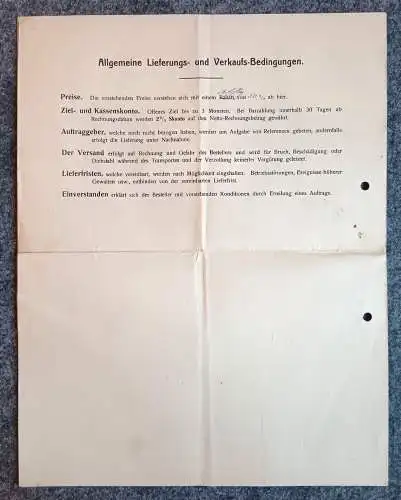 Allgemeine Lieferungs- und Verkaufs-Bedingungen.
Preise. Die vorstehenden Preise verstehen sich mit einem Rabatt von % ab hier.
Ziel- und Kassenskonto. Offenes Ziel bis zu 3 Monaten. Bei Barzahlung innerhalb 30 Tagen ab
Rechnungsdatum werden 2% Skonto auf den Netto-Rechnungsbetrag gewährt.
Auftraggeber, welche noch nicht bezogen haben, werden um Aufgabe von Referenzen gebeten, andernfalls
erfolgt die Lieferung unter Nachnahme.
Der Versand erfolgt auf Rechnung und Gefahr des Bestellers und wird für Bruch, Beschädigung oder
Diebstahl während des Transportes und der Verzollung keinerlei Vergütung geleistet.
Lieferfristen, welche vereinbart, werden nach Möglichkeit eingehalten. Betriebsstörungen, Ereignisse höherer
Gewalten usw., entbinden von der vereinbarten Lieferfrist.
Einverstanden erklärt sich der Besteller mit vorstehenden Konditionen durch Erteilung eines Auftrags.